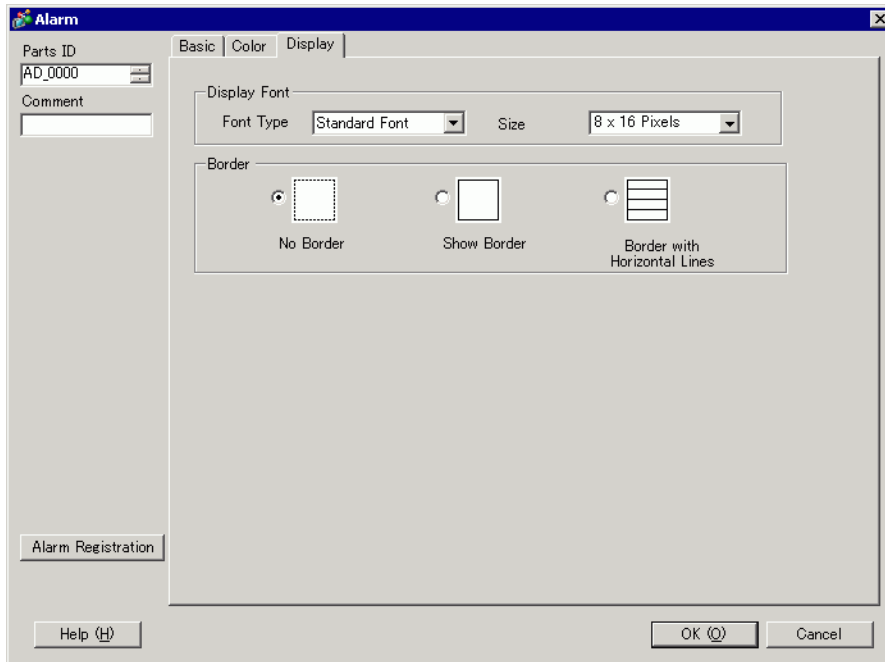 Alarm
Parts ID
AD_0000
Comment
Basic
Color
Display
Display Font
Font Type
Standard Font
Size
8 x 16 Pixels
Border
No Border
Show Border
Border with
Horizontal Lines
Alarm Registration
Help (H)
OK (O)
Cancel